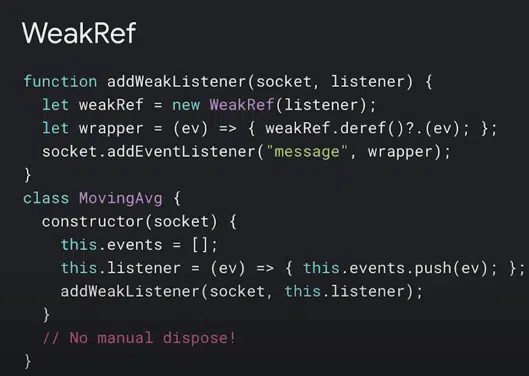 WeakRef
function addWeakListener(socket, listener) {
  let weakRef = new WeakRef(listener);
  let wrapper = (ev) => { weakRef.deref()?.(ev); };
  socket.addEventListener("message", wrapper);
}
class MovingAvg {
  constructor(socket) {
    this.events = [];
    this.listener = (ev) => { this.events.push(ev); };
    addWeakListener(socket, this.listener);
  }
  // No manual dispose!
}